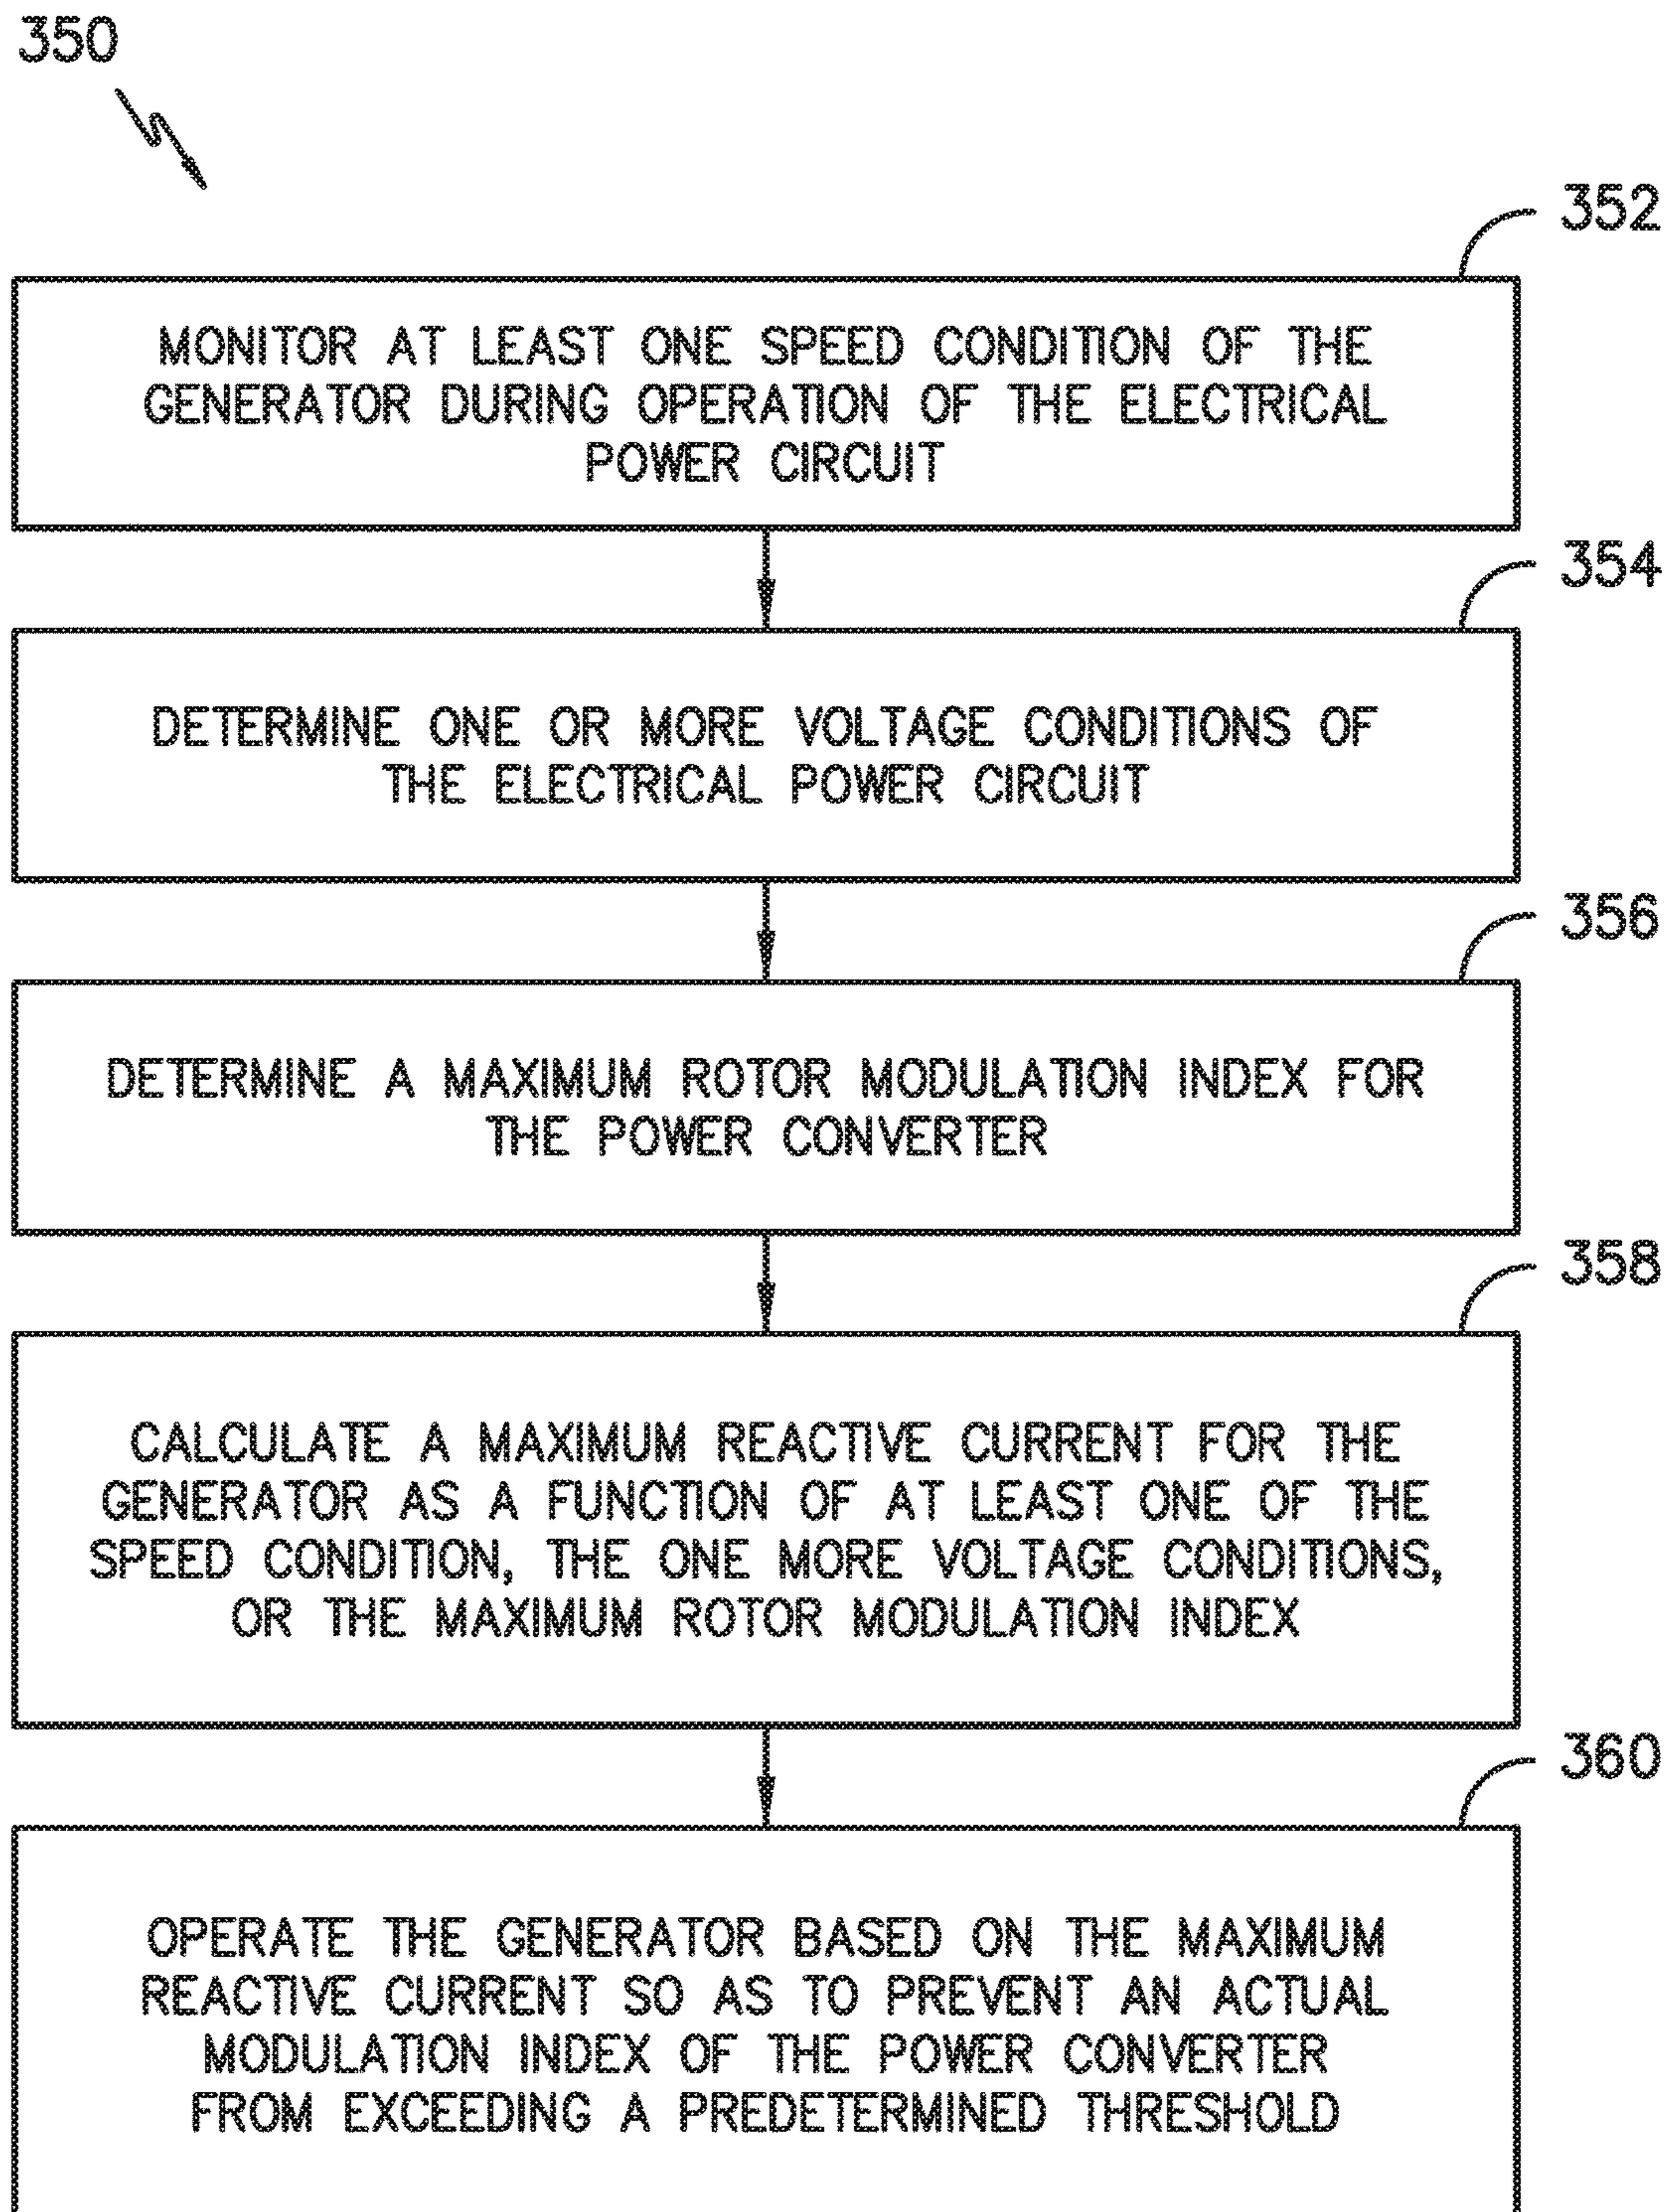 350
352
MONITOR AT LEAST ONE SPEED CONDITION OF THE
GENERATOR DURING OPERATION OF THE ELECTRICAL
POWER CIRCUIT
354
DETERMINE ONE OR MORE VOLTAGE CONDITIONS OF
THE ELECTRICAL POWER CIRCUIT
356
DETERMINE A MAXIMUM ROTOR MODULATION INDEX FOR
THE POWER CONVERTER
358
CALCULATE A MAXIMUM REACTIVE CURRENT FOR THE
GENERATOR AS A FUNCTION OF AT LEAST ONE OF THE
SPEED CONDITION, THE ONE MORE VOLTAGE CONDITIONS,
OR THE MAXIMUM ROTOR MODULATION INDEX
360
OPERATE THE GENERATOR BASED ON THE MAXIMUM
REACTIVE CURRENT SO AS TO PREVENT AN ACTUAL
MODULATION INDEX OF THE POWER CONVERTER
FROM EXCEEDING A PREDETERMINED THRESHOLD